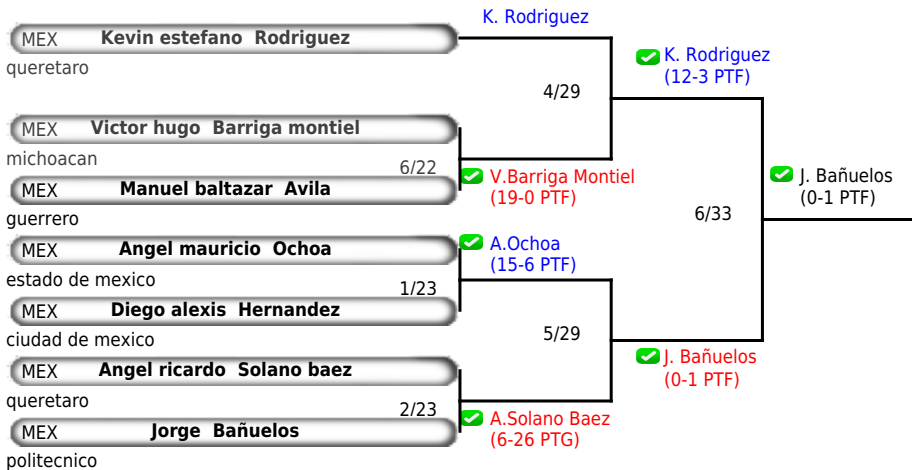 K. Rodriguez
MEX Kevin estefano Rodriguez
queretaro
K. Rodriguez
(12-3 PTF)
4/29
MEX Victor hugo Barriga montiel
michoacan
6/22
V.Barriga Montiel
(19-0 PTF)
MEX Manuel baltazar Avila
guerrero
J. Bañuelos
(0-1 PTF)
6/33
MEX Angel mauricio Ochoa
estado de mexico
A.Ochoa
(15-6 PTF)
1/23
MEX Diego alexis Hernandez
ciudad de mexico
5/29
J. Bañuelos
(0-1 PTF)
MEX Angel ricardo Solano baez
queretaro
2/23
A.Solano Baez
(6-26 PTG)
MEX Jorge Bañuelos
politecnico